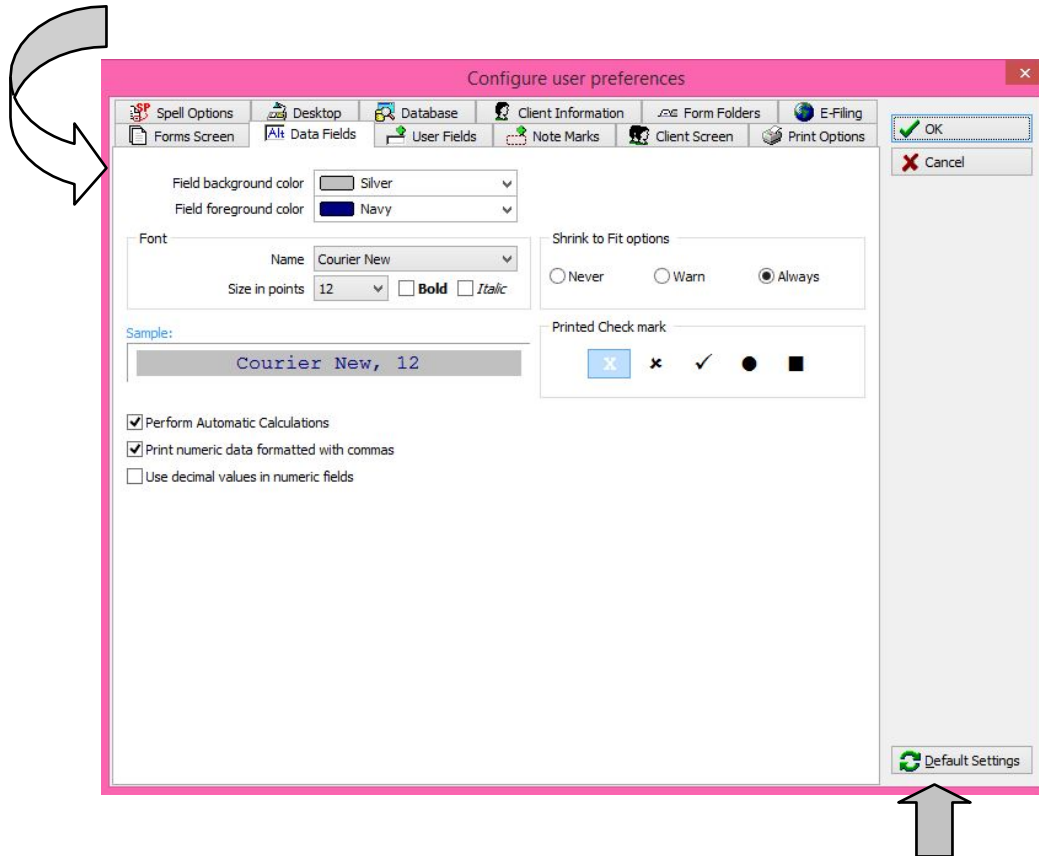 Configure user preferences
Spell Options Desktop Database Client Information Form Folders E-Filing
Forms Screen Alt Data Fields User Fields Note Marks Client Screen Print Options
OK
Cancel
Field background color Silver
Field foreground color Navy
Font
Name Courier New
Size in points 12 Bold Italic
Shrink to Fit options
Never Warn Always
Sample:
Courier New, 12
Printed Check mark
Perform Automatic Calculations
Print numeric data formatted with commas
Use decimal values in numeric fields
Default Settings